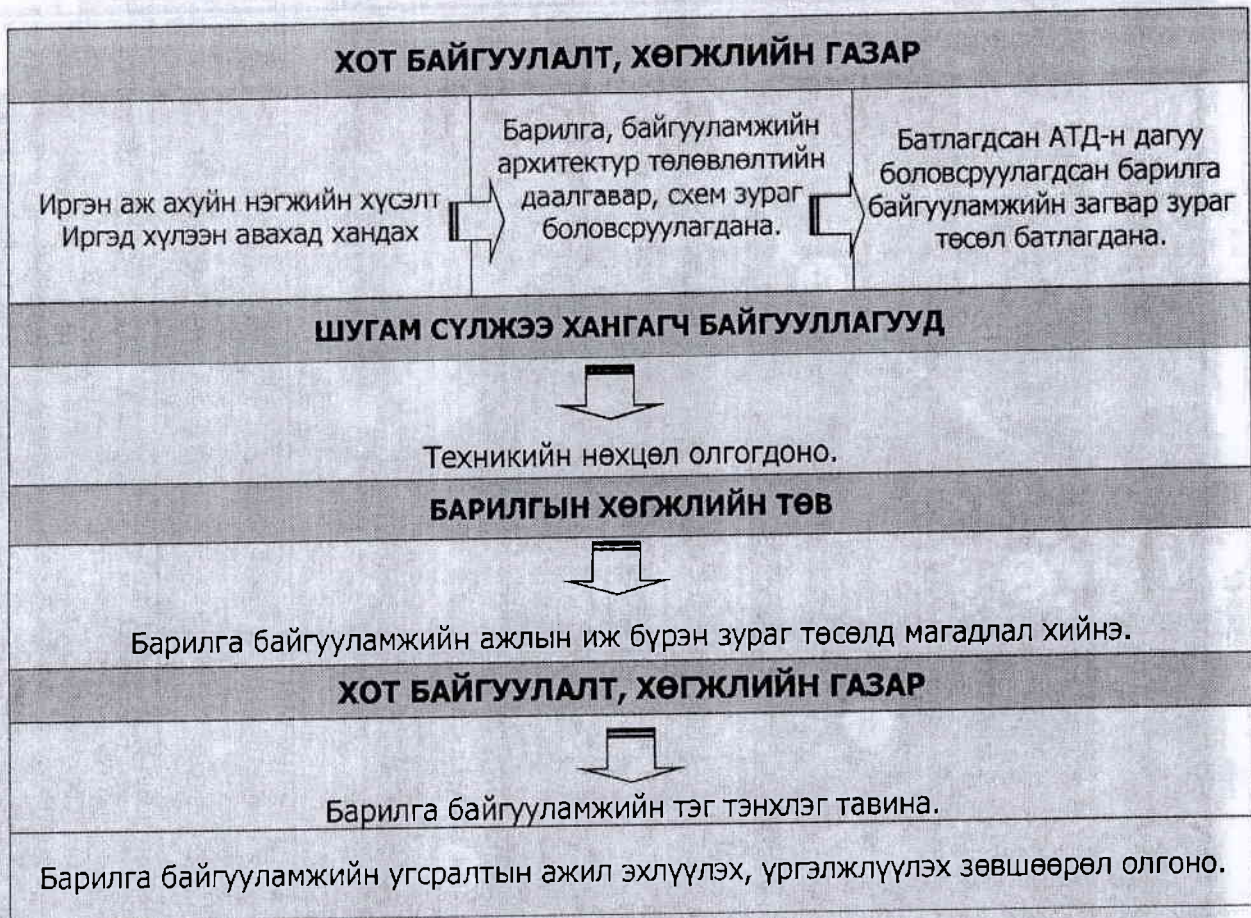 ХОТ БАЙГУУЛАЛТ, ХӨГЖЛИЙН ГАЗАР
Иргэн аж ахуйн нэгжийн хүсэлт
Иргэд хүлээн авахад хандах
Барилга, байгууламжийн
архитектур төлөвлөлтийн
даалгавар, схем зураг
боловсруулагдана.
Батлагдсан АТД-н дагуу
боловсруулагдсан барилга
байгууламжийн загвар зураг
төсөл батлагдана.
ШУГАМ СҮЛЖЭЭ ХАНГАГЧ БАЙГУУЛЛАГУУД
Техникийн нөхцөл олгогдоно.
БАРИЛГЫН ХӨГЖЛИЙН ТӨВ
Барилга байгууламжийн ажлын иж бүрэн зураг төсөлд магадлал хийнэ.
ХОТ БАЙГУУЛАЛТ, ХӨГЖЛИЙН ГАЗАР
Барилга байгууламжийн тэг тэнхлэг тавина.
Барилга байгууламжийн угсралтын ажил эхлүүлэх, үргэлжлүүлэх зөвшөөрөл олгоно.